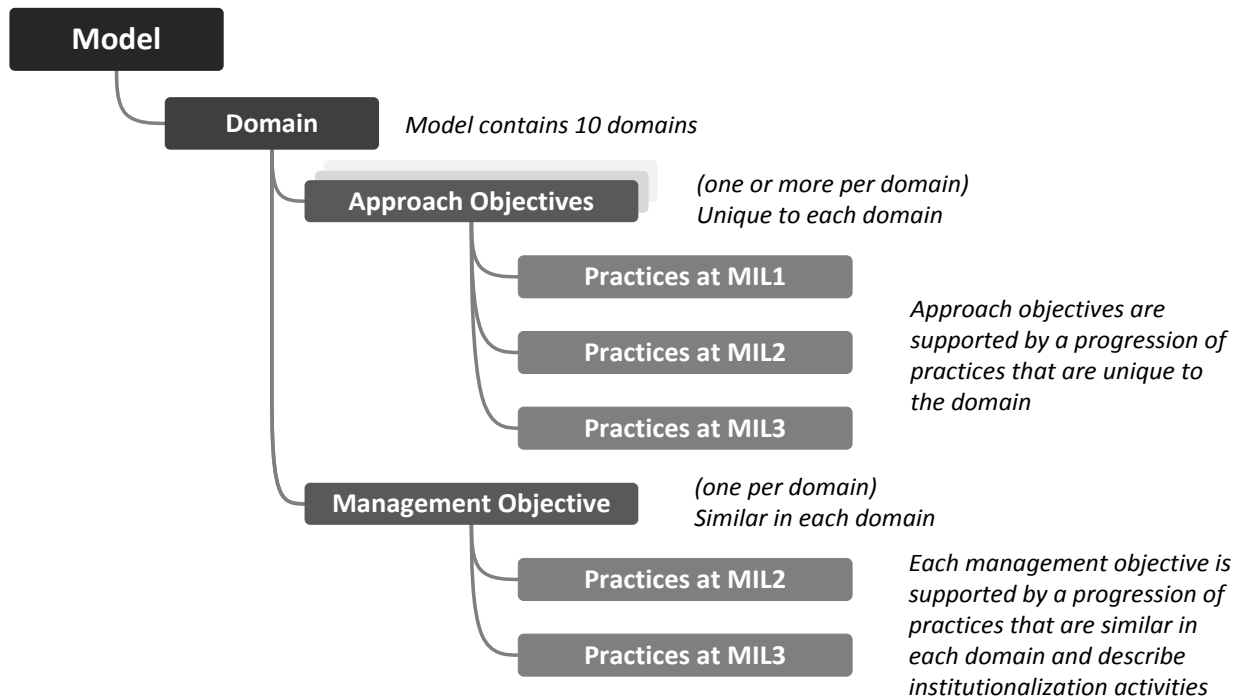 Model
Domain
Model contains 10 domains
Approach Objectives
(one or more per domain)
Unique to each domain
Practices at MIL1
Practices at MIL2
Practices at MIL3
Approach objectives are
supported by a progression of
practices that are unique to
the domain
Management Objective
(one per domain)
Similar in each domain
Practices at MIL2
Practices at MIL3
Each management objective is
supported by a progression of
practices that are similar in
each domain and describe
institutionalization activities